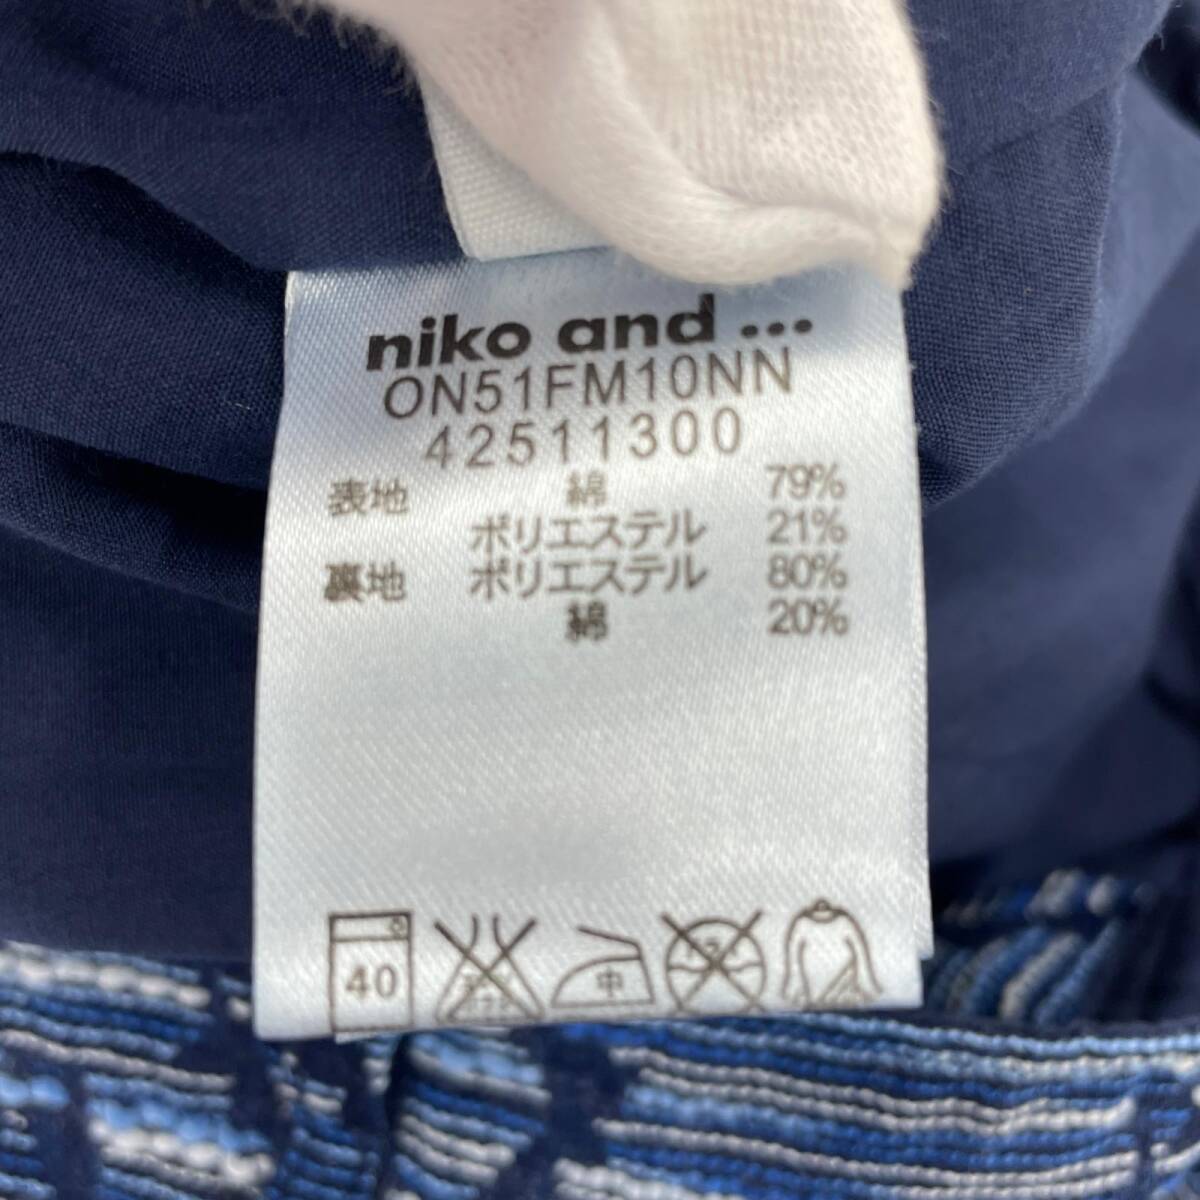 niko and ...
ON51FM10NN
42511300
表地 綿 79%
ポリエステル 21%
裏地 ポリエステル 80%
綿 20%
40 中